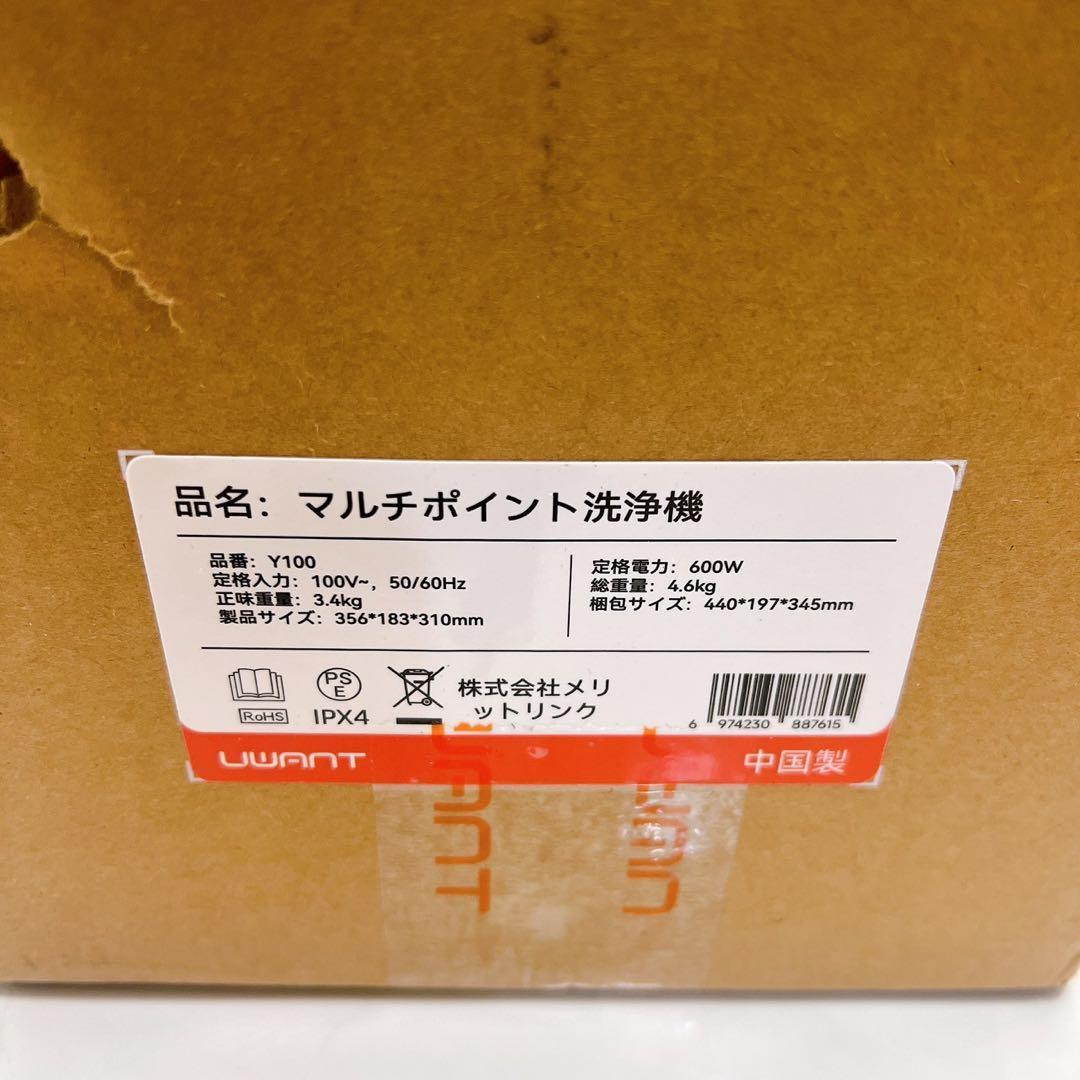 品名：マルチポイント洗浄機
品番：Y100
定格入力：100V~，50/60Hz
正味重量：3.4kg
製品サイズ：356*183*310mm
定格電力：600W
総重量：4.6kg
梱包サイズ：440*197*345mm
RoHS
PS
E
IPX4
株式会社メリ
ットリンク
6 974230 887615
UWANT
中国製
UWANT
UWANT